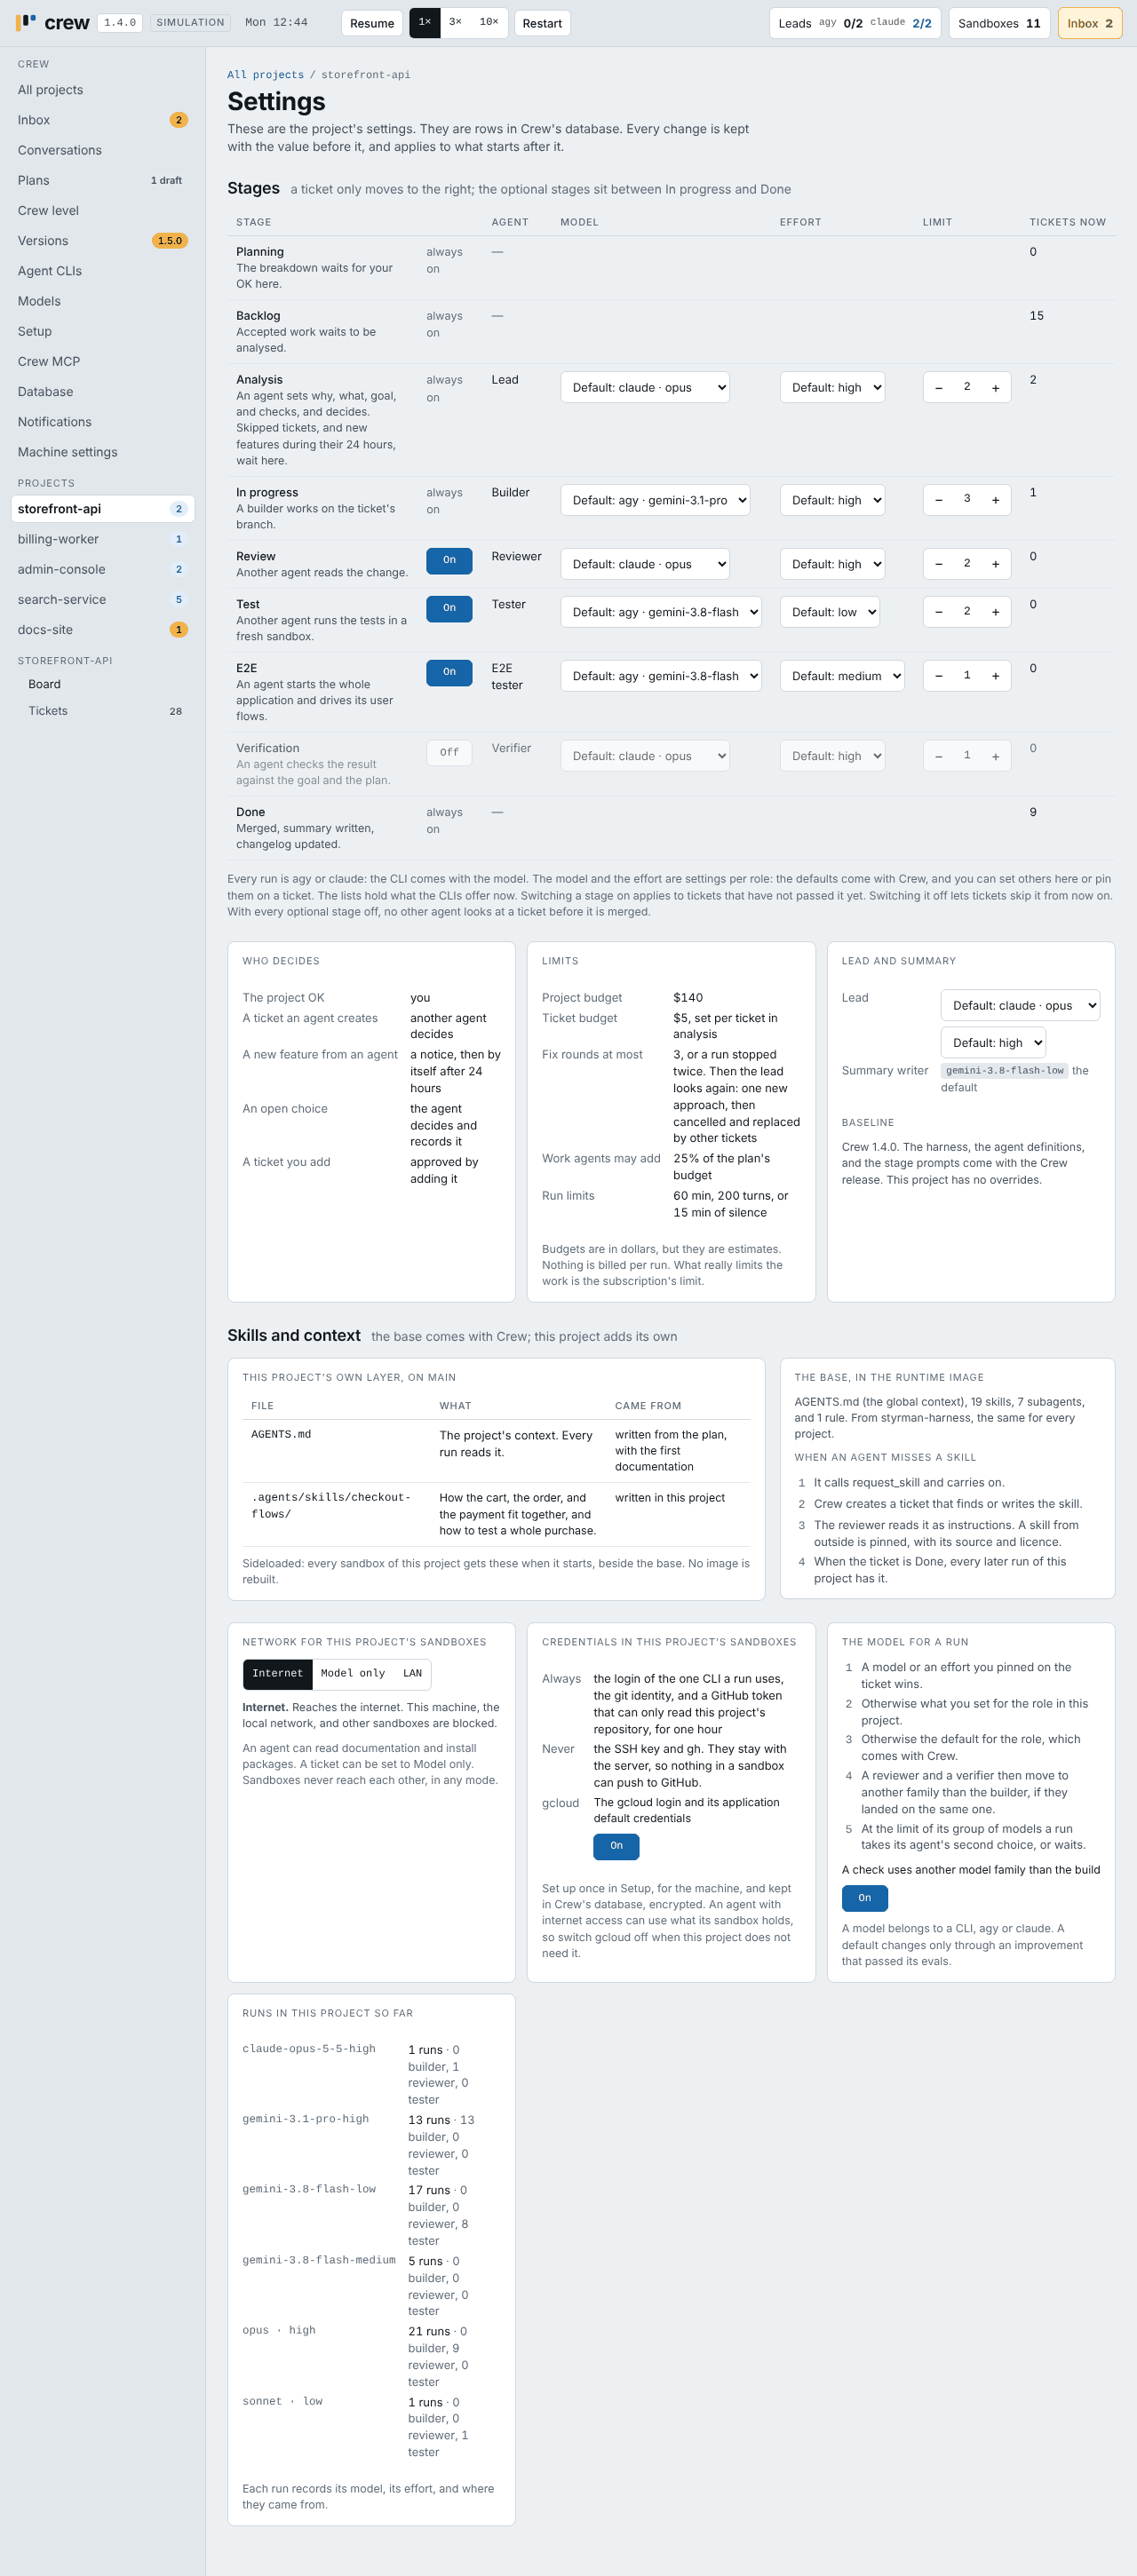 crew 1.4.0 SIMULATION Mon 12:44 Resume 1× 3× 10× Restart Leads agy 0/2 claude 2/2 Sandboxes 11 Inbox 2
CREW
All projects
Inbox 2
Conversations
Plans 1 draft
Crew level
Versions 1.5.0
Agent CLIs
Models
Setup
Crew MCP
Database
Notifications
Machine settings
PROJECTS
storefront-api 2
billing-worker 1
admin-console 2
search-service 5
docs-site 1
STOREFRONT-API
Board
Tickets 28
All projects / storefront-api
Settings
These are the project's settings. They are rows in Crew's database. Every change is kept
with the value before it, and applies to what starts after it.
Stages a ticket only moves to the right; the optional stages sit between In progress and Done
STAGE AGENT MODEL EFFORT LIMIT TICKETS NOW
Planning always on — 0
The breakdown waits for your
OK here.
Backlog always on — 15
Accepted work waits to be
analysed.
Analysis always on Lead Default: claude · opus Default: high − 2 + 2
An agent sets why, what, goal,
and checks, and decides.
Skipped tickets, and new
features during their 24 hours,
wait here.
In progress always on Builder Default: agy · gemini-3.1-pro Default: high − 3 + 1
A builder works on the ticket's
branch.
Review On Reviewer Default: claude · opus Default: high − 2 + 0
Another agent reads the change.
Test On Tester Default: agy · gemini-3.8-flash Default: low − 2 + 0
Another agent runs the tests in a
fresh sandbox.
E2E On E2E tester Default: agy · gemini-3.8-flash Default: medium − 1 + 0
An agent starts the whole
application and drives its user
flows.
Verification Off Verifier Default: claude · opus Default: high − 1 + 0
An agent checks the result
against the goal and the plan.
Done always on — 9
Merged, summary written,
changelog updated.
Every run is agy or claude: the CLI comes with the model. The model and the effort are settings per role: the defaults come with Crew, and you can set others here or pin
them on a ticket. The lists hold what the CLIs offer now. Switching a stage on applies to tickets that have not passed it yet. Switching it off lets tickets skip it from now on.
With every optional stage off, no other agent looks at a ticket before it is merged.
WHO DECIDES
The project OK you
A ticket an agent creates another agent
decides
A new feature from an agent a notice, then by
itself after 24
hours
An open choice the agent
decides and
records it
A ticket you add approved by
adding it
LIMITS
Project budget $140
Ticket budget $5, set per ticket in
analysis
Fix rounds at most 3, or a run stopped
twice. Then the lead
looks again: one new
approach, then
cancelled and replaced
by other tickets
Work agents may add 25% of the plan's
budget
Run limits 60 min, 200 turns, or
15 min of silence
Budgets are in dollars, but they are estimates.
Nothing is billed per run. What really limits the
work is the subscription's limit.
LEAD AND SUMMARY
Lead Default: claude · opus
Default: high
Summary writer gemini-3.8-flash-low the
default
BASELINE
Crew 1.4.0. The harness, the agent definitions,
and the stage prompts come with the Crew
release. This project has no overrides.
Skills and context the base comes with Crew; this project adds its own
THIS PROJECT'S OWN LAYER, ON MAIN
FILE WHAT CAME FROM
AGENTS.md The project's context. Every
run reads it.
written from the plan,
with the first
documentation
.agents/skills/checkout-
flows/
How the cart, the order, and
the payment fit together, and
how to test a whole purchase.
written in this project
Sideloaded: every sandbox of this project gets these when it starts, beside the base. No image is
rebuilt.
THE BASE, IN THE RUNTIME IMAGE
AGENTS.md (the global context), 19 skills, 7 subagents,
and 1 rule. From styrman-harness, the same for every
project.
WHEN AN AGENT MISSES A SKILL
1 It calls request_skill and carries on.
2 Crew creates a ticket that finds or writes the skill.
3 The reviewer reads it as instructions. A skill from
outside is pinned, with its source and licence.
4 When the ticket is Done, every later run of this
project has it.
NETWORK FOR THIS PROJECT'S SANDBOXES
Internet Model only LAN
Internet. Reaches the internet. This machine, the
local network, and other sandboxes are blocked.
An agent can read documentation and install
packages. A ticket can be set to Model only.
Sandboxes never reach each other, in any mode.
CREDENTIALS IN THIS PROJECT'S SANDBOXES
Always the login of the one CLI a run uses,
the git identity, and a GitHub token
that can only read this project's
repository, for one hour
Never the SSH key and gh. They stay with
the server, so nothing in a sandbox
can push to GitHub.
gcloud The gcloud login and its application
default credentials
On
Set up once in Setup, for the machine, and kept
in Crew's database, encrypted. An agent with
internet access can use what its sandbox holds,
so switch gcloud off when this project does not
need it.
THE MODEL FOR A RUN
1 A model or an effort you pinned on the
ticket wins.
2 Otherwise what you set for the role in this
project.
3 Otherwise the default for the role, which
comes with Crew.
4 A reviewer and a verifier then move to
another family than the builder, if they
landed on the same one.
5 At the limit of its group of models a run
takes its agent's second choice, or waits.
A check uses another model family than the build
On
A model belongs to a CLI, agy or claude. A
default changes only through an improvement
that passed its evals.
RUNS IN THIS PROJECT SO FAR
claude-opus-5-5-high 1 runs · 0
builder, 1
reviewer, 0
tester
gemini-3.1-pro-high 13 runs · 13
builder, 0
reviewer, 0
tester
gemini-3.8-flash-low 17 runs · 0
builder, 0
reviewer, 8
tester
gemini-3.8-flash-medium 5 runs · 0
builder, 0
reviewer, 0
tester
opus · high 21 runs · 0
builder, 9
reviewer, 0
tester
sonnet · low 1 runs · 0
builder, 0
reviewer, 1
tester
Each run records its model, its effort, and where
they came from.